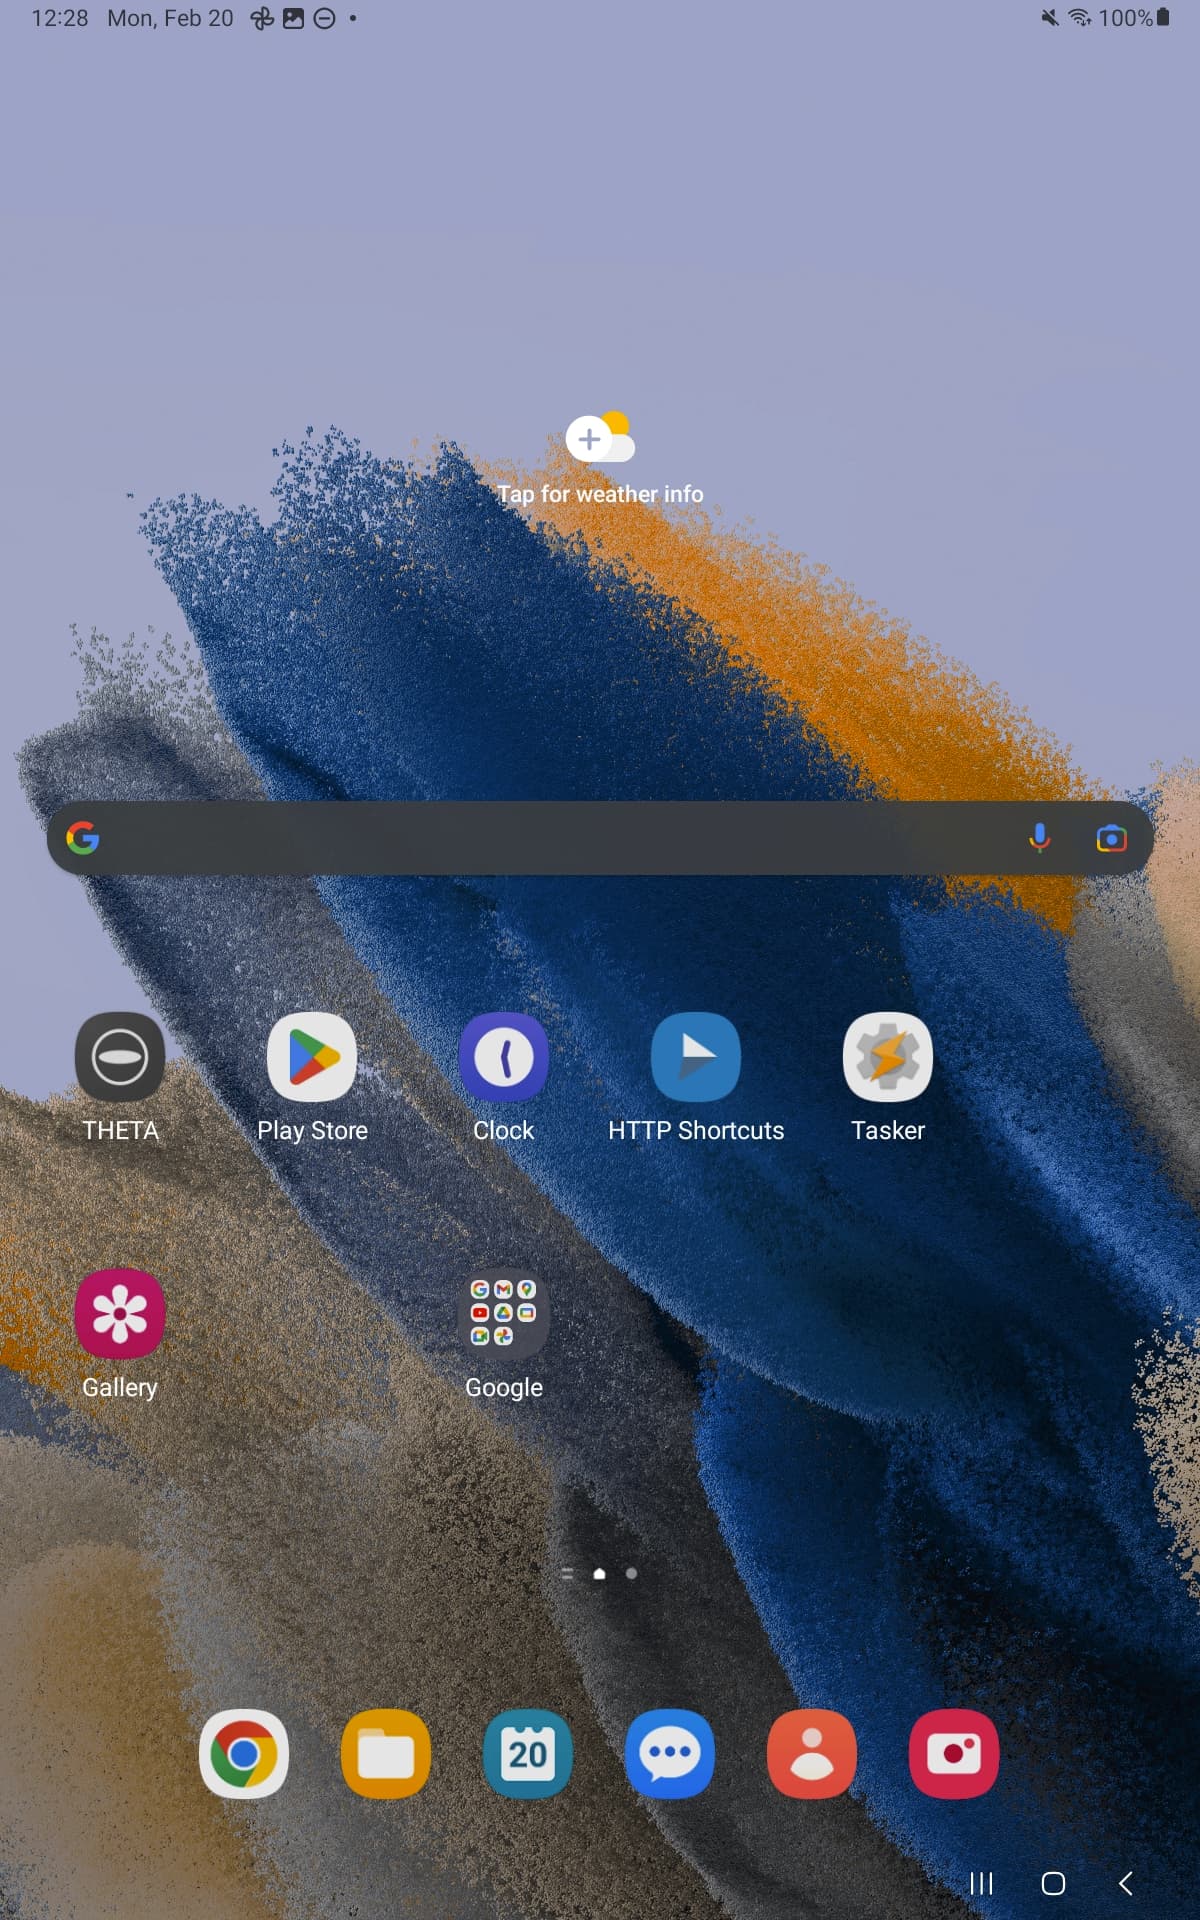 12:28 Mon, Feb 20 100%
Tap for weather info
THETA Play Store Clock HTTP Shortcuts Tasker
Gallery Google
20